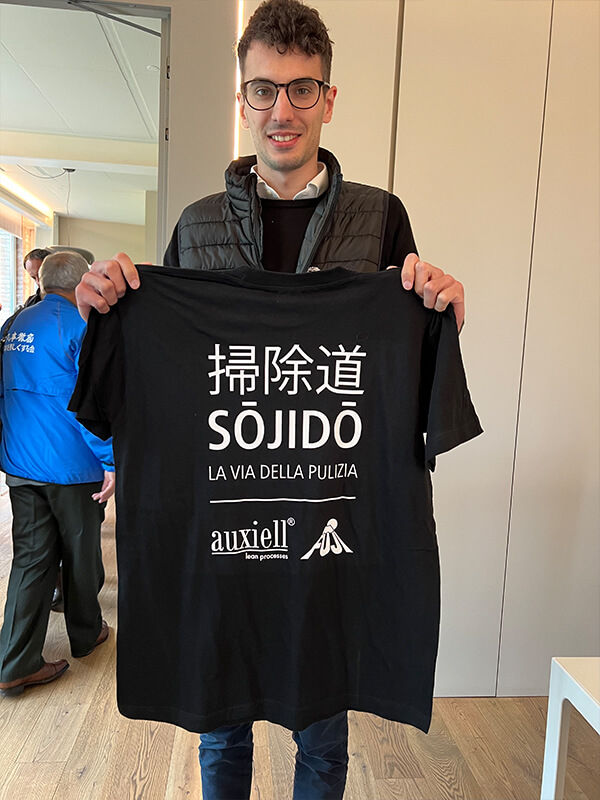 掃除道
SŌJIDŌ
LA VIA DELLA PULIZIA
auxiell®
lean processes